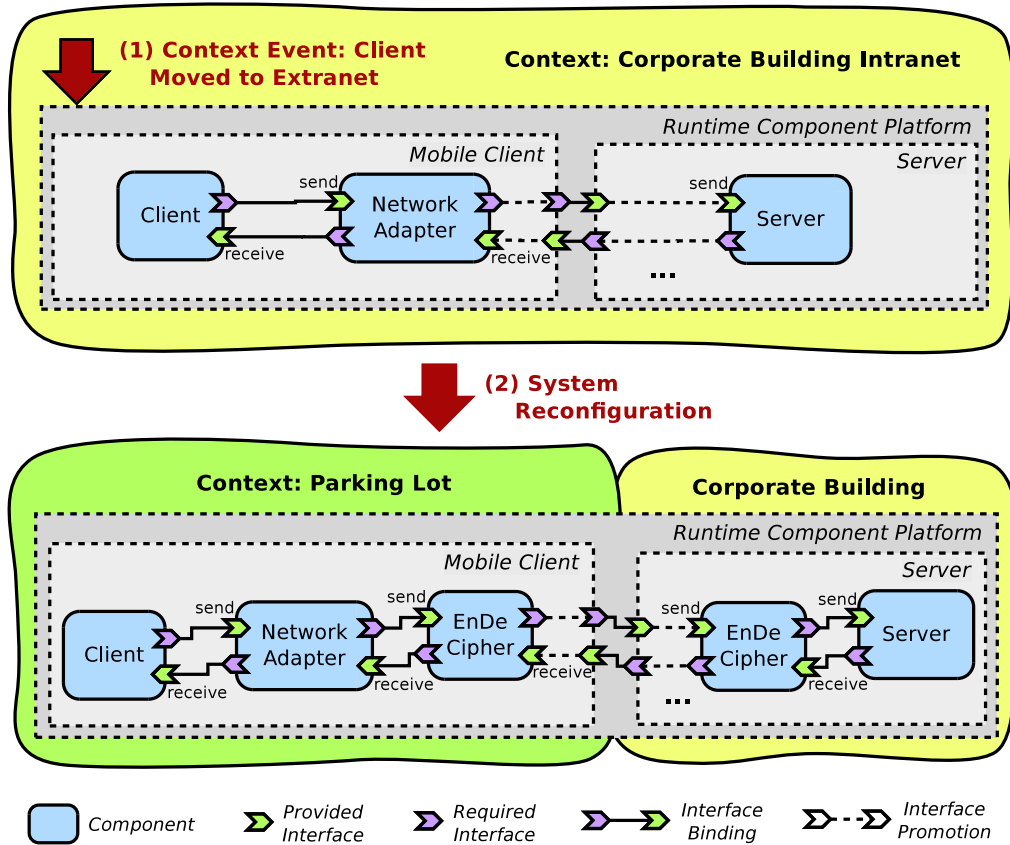 (1) Context Event: Client
Moved to Extranet
Context: Corporate Building Intranet
Runtime Component Platform
Mobile Client
Server
send
send
Client
Network
Adapter
Server
receive
receive
...
(2) System
Reconfiguration
Context: Parking Lot
Corporate Building
Runtime Component Platform
Mobile Client
Server
send
send
send
send
Client
Network
Adapter
EnDe
Cipher
EnDe
Cipher
Server
receive
receive
receive
receive
...
Component
Provided
Interface
Required
Interface
Interface
Binding
Interface
Promotion